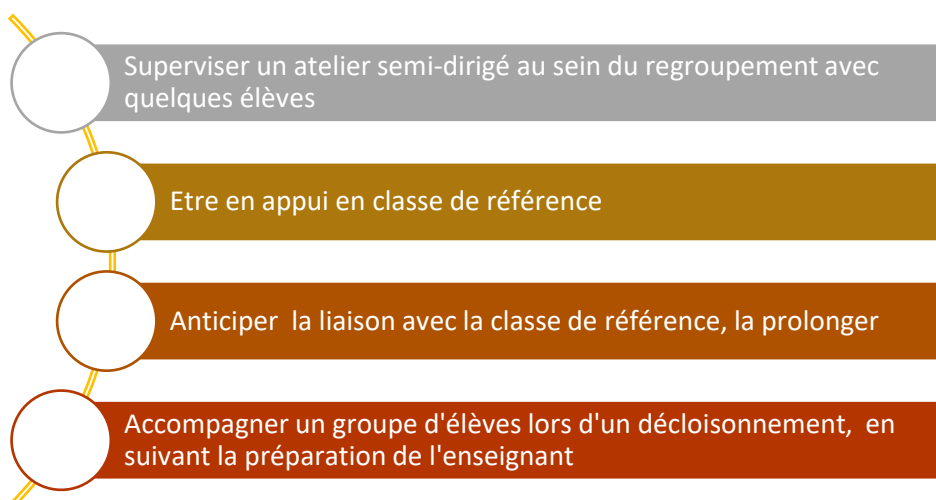 Superviser un atelier semi-dirigé au sein du regroupement avec
quelques élèves
Etre en appui en classe de référence
Anticiper  la liaison avec la classe de référence, la prolonger
Accompagner un groupe d'élèves lors d'un décloisonnement,  en
suivant la préparation de l'enseignant